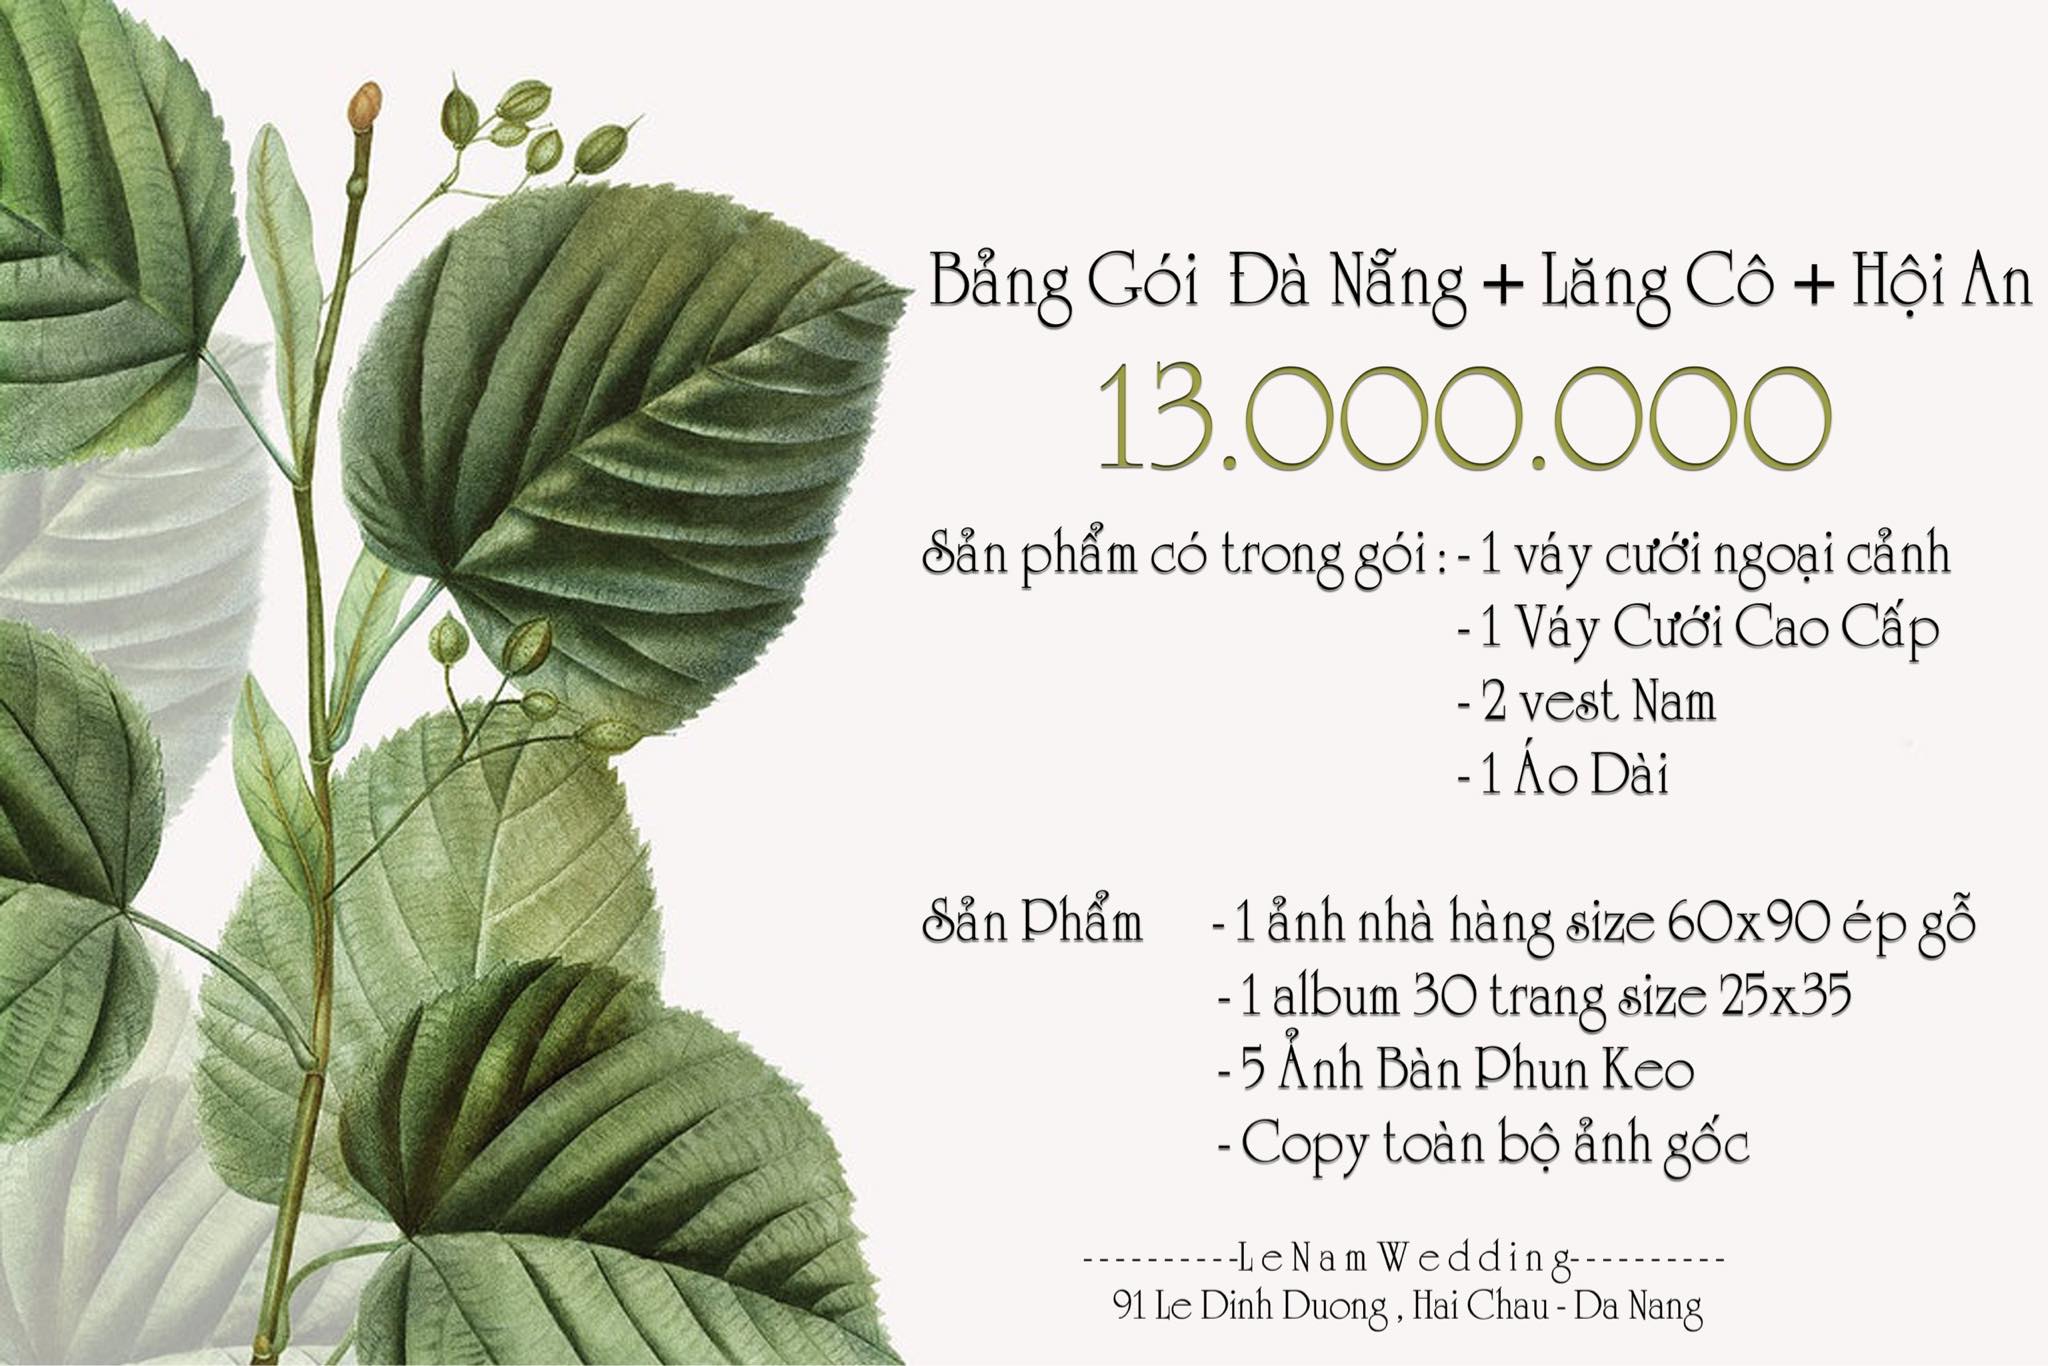 Bảng Gói Đà Nẵng + Lăng Cô + Hội An
13.000.000
Sản phẩm có trong gói : - 1 váy cưới ngoại cảnh
- 1 Váy Cưới Cao Cấp
- 2 vest Nam
- 1 Áo Dài
Sản Phẩm - 1 ảnh nhà hàng size 60x90 ép gỗ
- 1 album 30 trang size 25x35
- 5 Ảnh Bàn Phun Keo
- Copy toàn bộ ảnh gốc
----------LeNam Wedding----------
91 Le Dinh Duong , Hai Chau - Da Nang